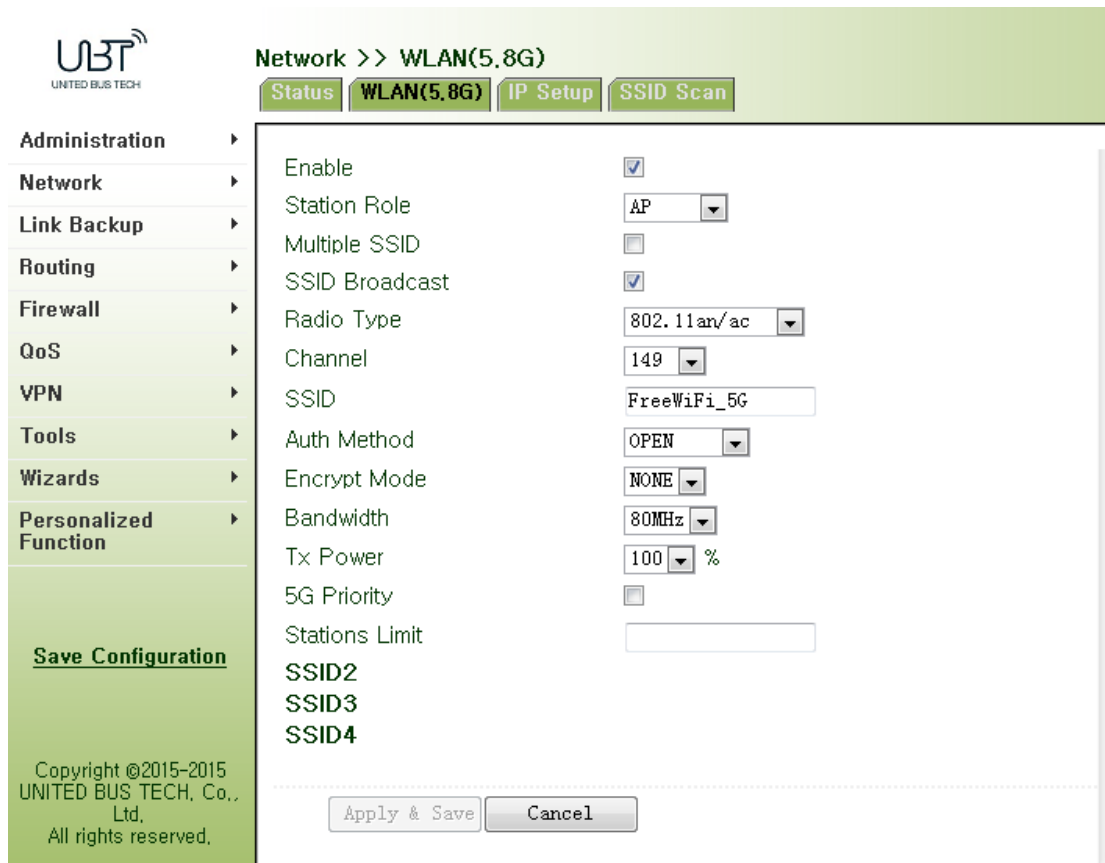 UBT
UNITED BUS TECH
Network >> WLAN(5.8G)
Status WLAN(5.8G) IP Setup SSID Scan
Administration
Network
Link Backup
Routing
Firewall
QoS
VPN
Tools
Wizards
Personalized
Function
Save Configuration
Copyright ©2015-2015
UNITED BUS TECH. Co.,
Ltd.
All rights reserved.
Enable
Station Role AP
Multiple SSID
SSID Broadcast
Radio Type 802.11an/ac
Channel 149
SSID FreeWiFi_5G
Auth Method OPEN
Encrypt Mode NONE
Bandwidth 80MHz
Tx Power 100 %
5G Priority
Stations Limit
SSID2
SSID3
SSID4
Apply & Save Cancel